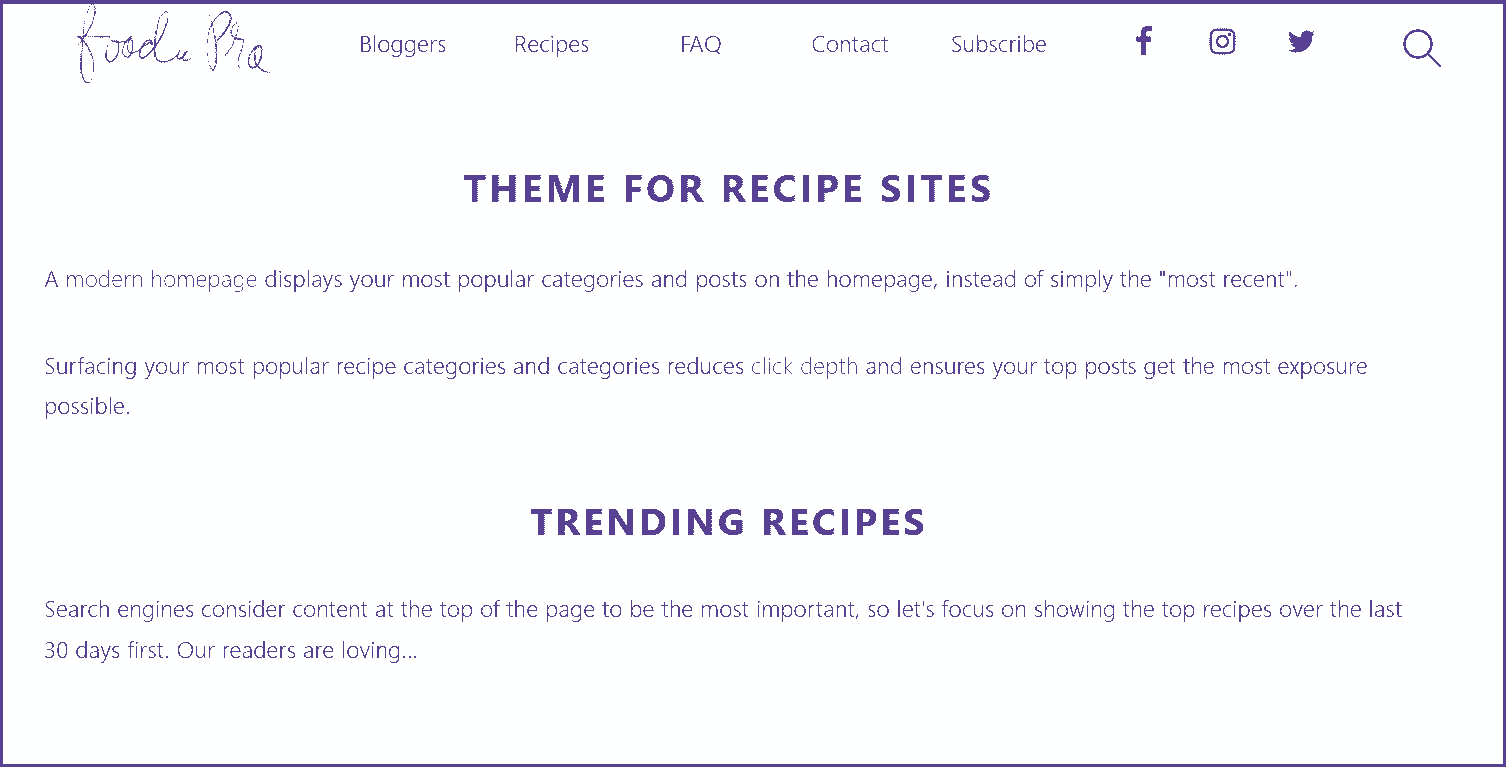 foodie Pro
Bloggers Recipes FAQ Contact Subscribe
THEME FOR RECIPE SITES
A modern homepage displays your most popular categories and posts on the homepage, instead of simply the "most recent".
Surfacing your most popular recipe categories and categories reduces click depth and ensures your top posts get the most exposure
possible.
TRENDING RECIPES
Search engines consider content at the top of the page to be the most important, so let's focus on showing the top recipes over the last
30 days first. Our readers are loving...